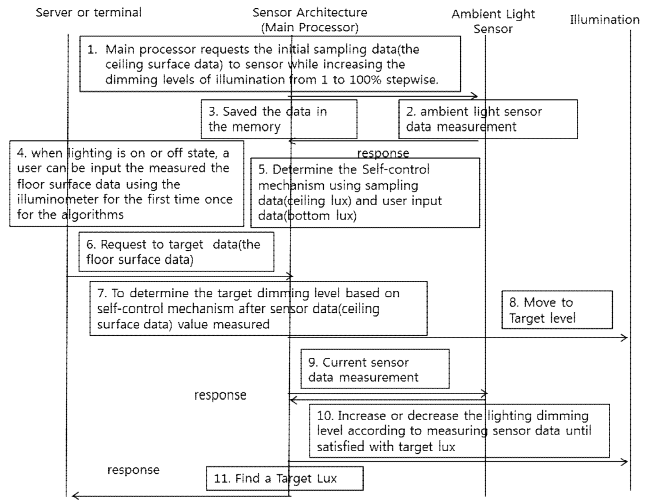 Server or terminal
Sensor Architecture
(Main Processor)
Ambient Light
Sensor
Illumination
1. Main processor requests the initial sampling data(the
ceiling surface data) to sensor while increasing the
dimming levels of illumination from 1 to 100% stepwise.
3. Saved the data in
the memory
2. ambient light sensor
data measurement
response
4. when lighting is on or off state, a
user can be input the measured the
floor surface data using the
illuminometer for the first time once
for the algorithms
5. Determine the Self-control
mechanism using sampling
data(ceiling lux) and user input
data(bottom lux)
6. Request to target data(the
floor surface data)
7. To determine the target dimming level based on
self-control mechanism after sensor data(ceiling
surface data) value measured
8. Move to
Target level
9. Current sensor
data measurement
response
10. Increase or decrease the lighting dimming
level according to measuring sensor data until
satisfied with target lux
response
11. Find a Target Lux